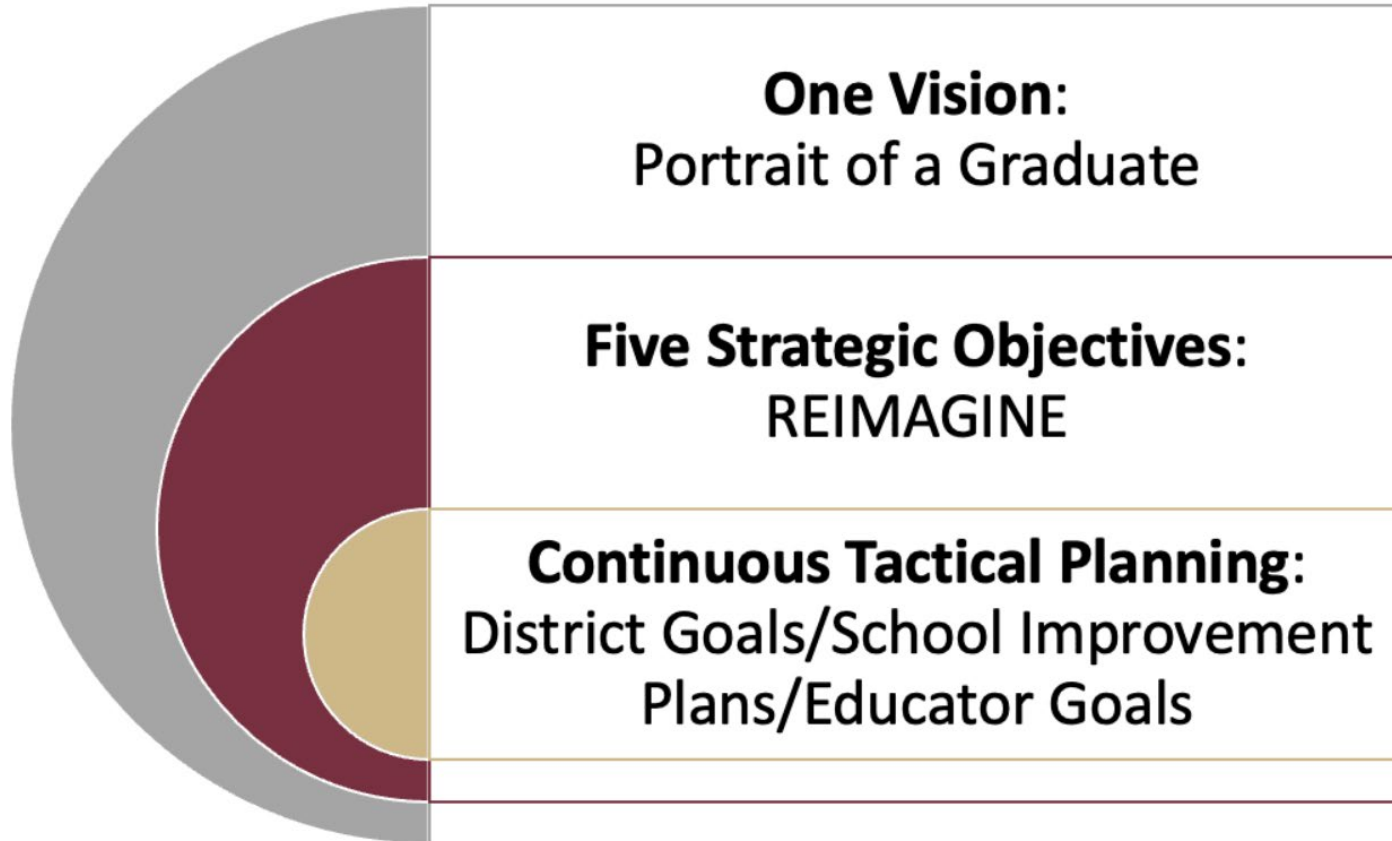 One Vision:
Portrait of a Graduate
Five Strategic Objectives:
REIMAGINE
Continuous Tactical Planning:
District Goals/School Improvement
Plans/Educator Goals